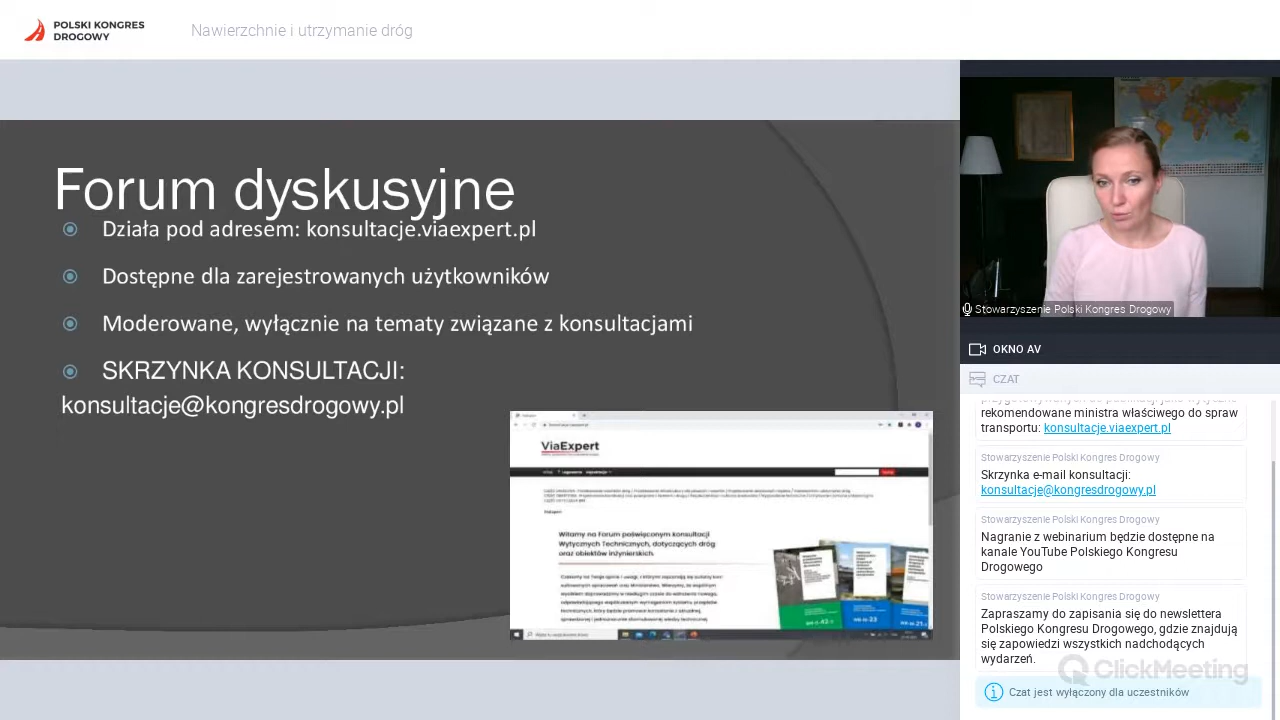 POLSKI KONGRES
DROGOWY
Nawierzchnie i utrzymanie dróg
Forum dyskusyjne
Działa pod adresem: konsultacje.viaexpert.pl
Dostępne dla zarejestrowanych użytkowników
Moderowane, wyłącznie na tematy związane z konsultacjami
SKRZYNKA KONSULTACJI:
konsultacje@kongresdrogowy.pl
ViaExpert
Witamy na Forum poświęconym konsultacji
Wytycznych Technicznych, dotyczących dróg
oraz obiektów inżynierskich.
Stowarzyszenie Polski Kongres Drogowy
OKNO AV
CZAT
rekomendowane ministra właściwego do spraw
transportu: konsultacje.viaexpert.pl
Stowarzyszenie Polski Kongres Drogowy
Skrzynka e-mail konsultacji:
konsultacje@kongresdrogowy.pl
Stowarzyszenie Polski Kongres Drogowy
Nagranie webinarium będzie dostępne na
kanale YouTube Polskiego Kongresu
Drogowego
Stowarzyszenie Polski Kongres Drogowy
Zapraszamy na zapisanie do newslettera
Polskiego Kongresu Drogowego, gdzie znajdują
się zapowiedzi wszystkich nadchodzących
wydarzeń.
ClickMeeting
Czat jest wyłączony dla uczestników